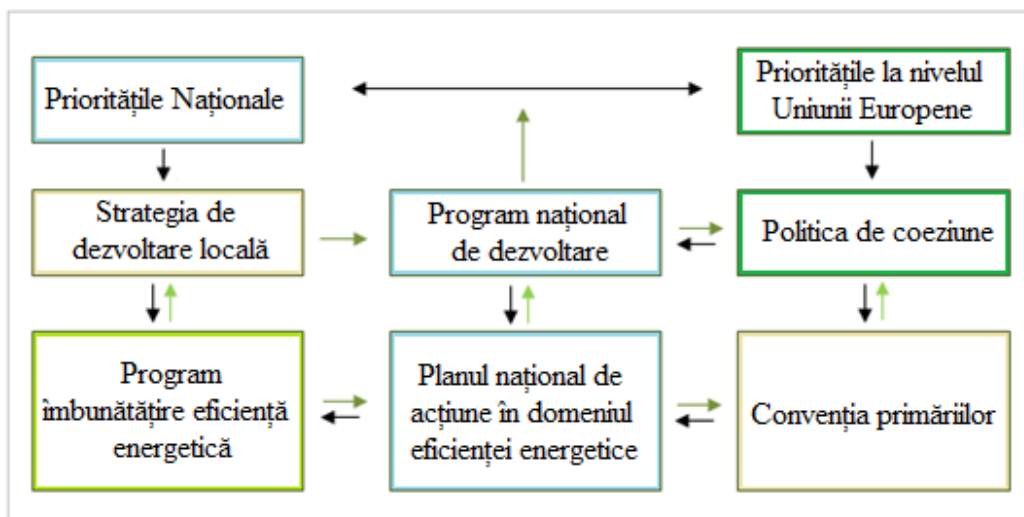 Prioritățile Naționale
Prioritățile la nivelul
Uniunii Europene
Strategia de
dezvoltare locală
Program național
de dezvoltare
Politica de coeziune
Program
îmbunătățire eficiență
energetică
Planul național de
acțiune în domeniul
eficienței energetice
Convenția primăriilor